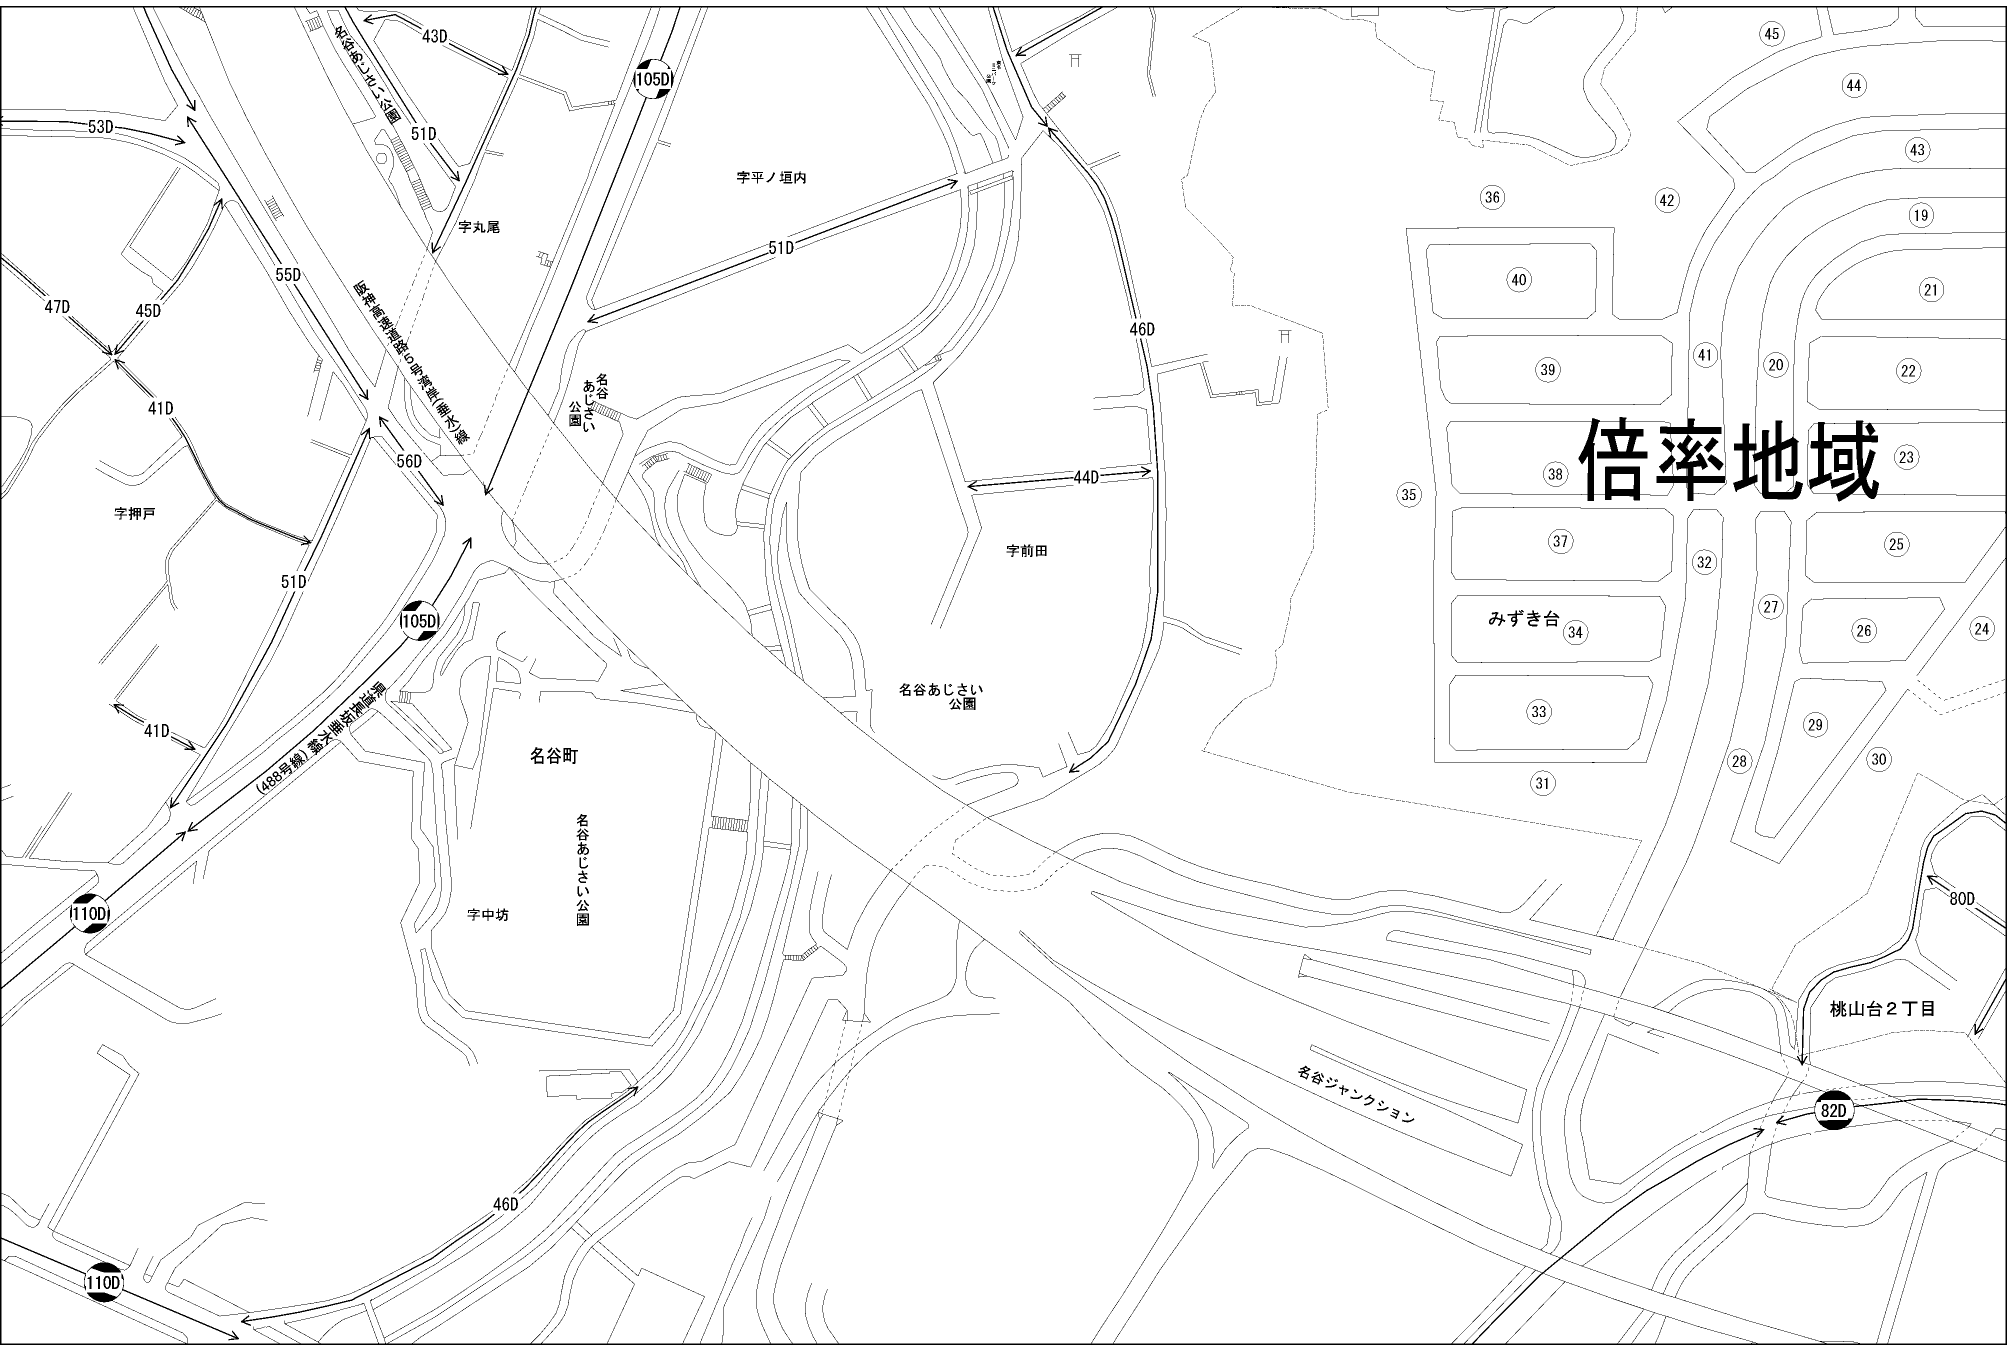 43D
105D
名谷あじさい公園
51D
53D
字平ノ垣内
字丸尾
51D
55D
47D
45D
阪神高速道路5号湾岸(垂水)線
46D
41D
名谷
あじさい
公園
56D
44D
字押戸
字前田
51D
105D
名谷あじさい
公園
県道長坂垂水線
(488号線)
41D
名谷町
名谷あじさい公園
110D
字中坊
46D
110D
45
44
43
36
42
19
40
21
41
20
39
22
倍率地域
38
23
35
37
25
32
27
みずき台
34
26
24
33
29
28
30
31
80D
桃山台2丁目
名谷ジャンクション
82D